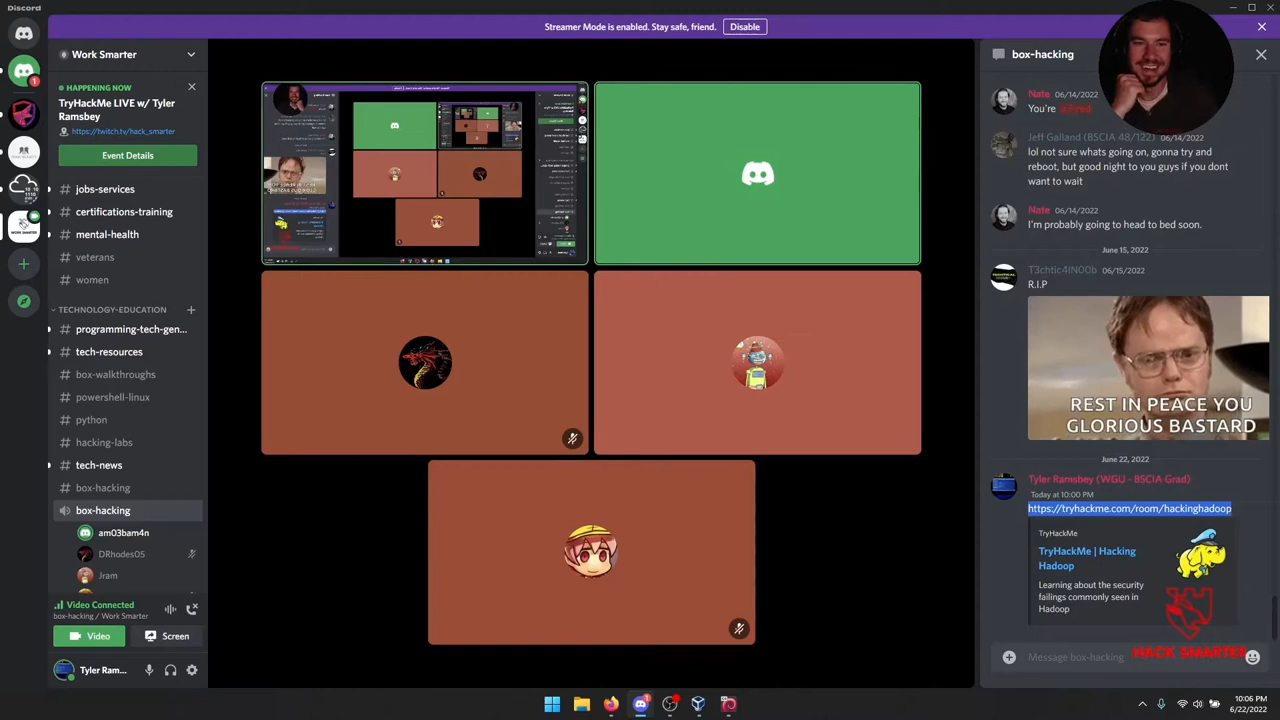 Discord
Streamer Mode is enabled. Stay safe, friend.
Disable
1
WORK SMARTER
Work Smarter
HAPPENING NOW
TryHackMe LIVE w/ Tyler
Ramsbey
https://twitch.tv/hack_smarter
Event Details
jobs-services
certifications-training
mental-health
veterans
women
TECHNOLOGY-EDUCATION
programming-tech-gen...
tech-resources
box-walkthroughs
powershell-linux
python
hacking-labs
tech-news
box-hacking
box-hacking
am03bam4n
DRhodes05
Jram
Video Connected
box-hacking / Work Smarter
Video
Screen
Tyler Ram...
box-hacking
Nate 06/14/2022
You're
Jeff Galland (BSCIA 48/122) 06/14/2022
lol not sure whats going on, gonna try and
reboot, but good night to you guys if you dont
want to wait
Nate 06/14/2022
I'm probably going to head to bed soon.
June 15, 2022
T3chtic4lN00b 06/15/2022
R.I.P
REST IN PEACE YOU
GLORIOUS BASTARD
June 22, 2022
Tyler Ramsbey (WGU - BSCIA Grad)
Today at 10:00 PM
https://tryhackme.com/room/hackinghadoop
TryHackMe
TryHackMe | Hacking
Hadoop
Learning about the security
failings commonly seen in
Hadoop
HACK SMARTER
Message box-hacking
1
10:06 PM
6/22/2022